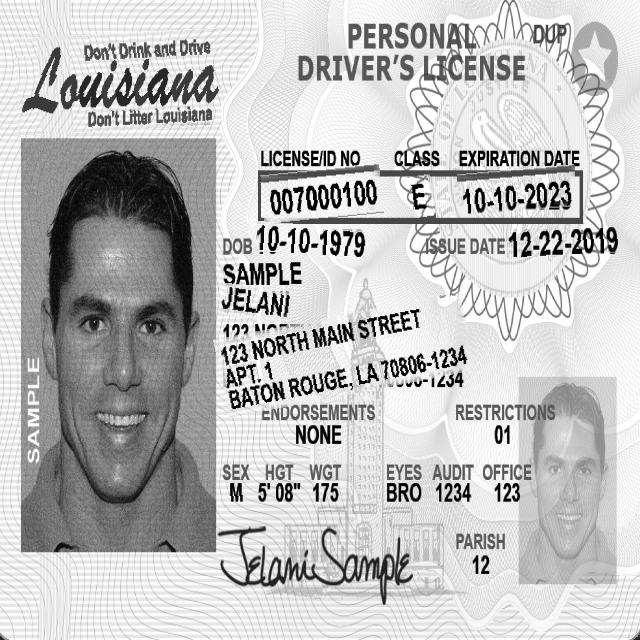 Don't Drink and Drive
Louisiana
Don't Litter Louisiana
PERSONAL
DRIVER'S LICENSE
DUP
LICENSE/ID NO CLASS EXPIRATION DATE
007000100 E 10-10-2023
DOB 10-10-1979 ISSUE DATE 12-22-2019
SAMPLE
JELANI
123 NORTH
123 NORTH MAIN STREET
APT. 1
BATON ROUGE, LA 70806-1234
ENDORSEMENTS RESTRICTIONS
NONE 01
SEX HGT WGT EYES AUDIT OFFICE
M 5' 08" 175 BRO 1234 123
Jelani Sample
PARISH
12
SAMPLE